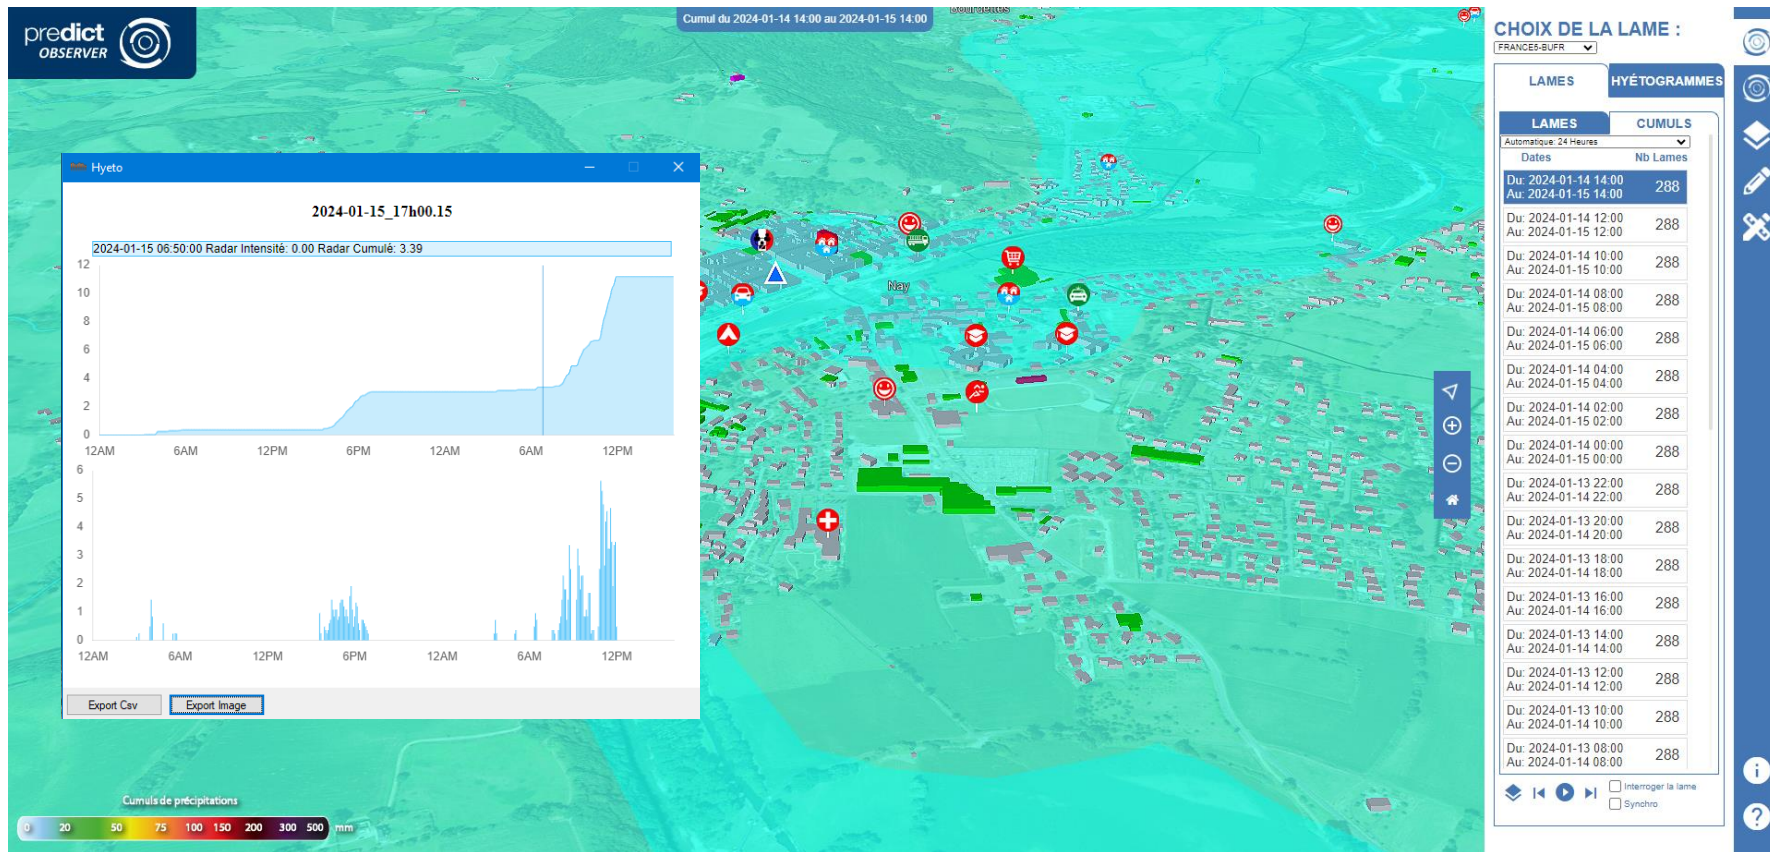 predict
OBSERVER
Cumul du 2024-01-14 14:00 au 2024-01-15 14:00
Nay
Hyeto
2024-01-15_17h00.15
2024-01-15 06:50:00 Radar Intensité: 0.00 Radar Cumulé: 3.39
12
10
8
6
4
2
0
12AM 6AM 12PM 6PM 12AM 6AM 12PM
6
5
4
3
2
1
0
12AM 6AM 12PM 6PM 12AM 6AM 12PM
Export Csv Export Image
Cumuls de précipitations
0 20 50 75 100 150 200 300 500 mm
CHOIX DE LA LAME :
FRANCE5-BUFR
LAMES HYÉTOGRAMMES
LAMES CUMULS
Automatique: 24 Heures
Dates Nb Lames
Du: 2024-01-14 14:00
Au: 2024-01-15 14:00
288
Du: 2024-01-14 12:00
Au: 2024-01-15 12:00
288
Du: 2024-01-14 10:00
Au: 2024-01-15 10:00
288
Du: 2024-01-14 08:00
Au: 2024-01-15 08:00
288
Du: 2024-01-14 06:00
Au: 2024-01-15 06:00
288
Du: 2024-01-14 04:00
Au: 2024-01-15 04:00
288
Du: 2024-01-14 02:00
Au: 2024-01-15 02:00
288
Du: 2024-01-14 00:00
Au: 2024-01-15 00:00
288
Du: 2024-01-13 22:00
Au: 2024-01-14 22:00
288
Du: 2024-01-13 20:00
Au: 2024-01-14 20:00
288
Du: 2024-01-13 18:00
Au: 2024-01-14 18:00
288
Du: 2024-01-13 16:00
Au: 2024-01-14 16:00
288
Du: 2024-01-13 14:00
Au: 2024-01-14 14:00
288
Du: 2024-01-13 12:00
Au: 2024-01-14 12:00
288
Du: 2024-01-13 10:00
Au: 2024-01-14 10:00
288
Du: 2024-01-13 08:00
Au: 2024-01-14 08:00
288
Interroger la lame
Synchro